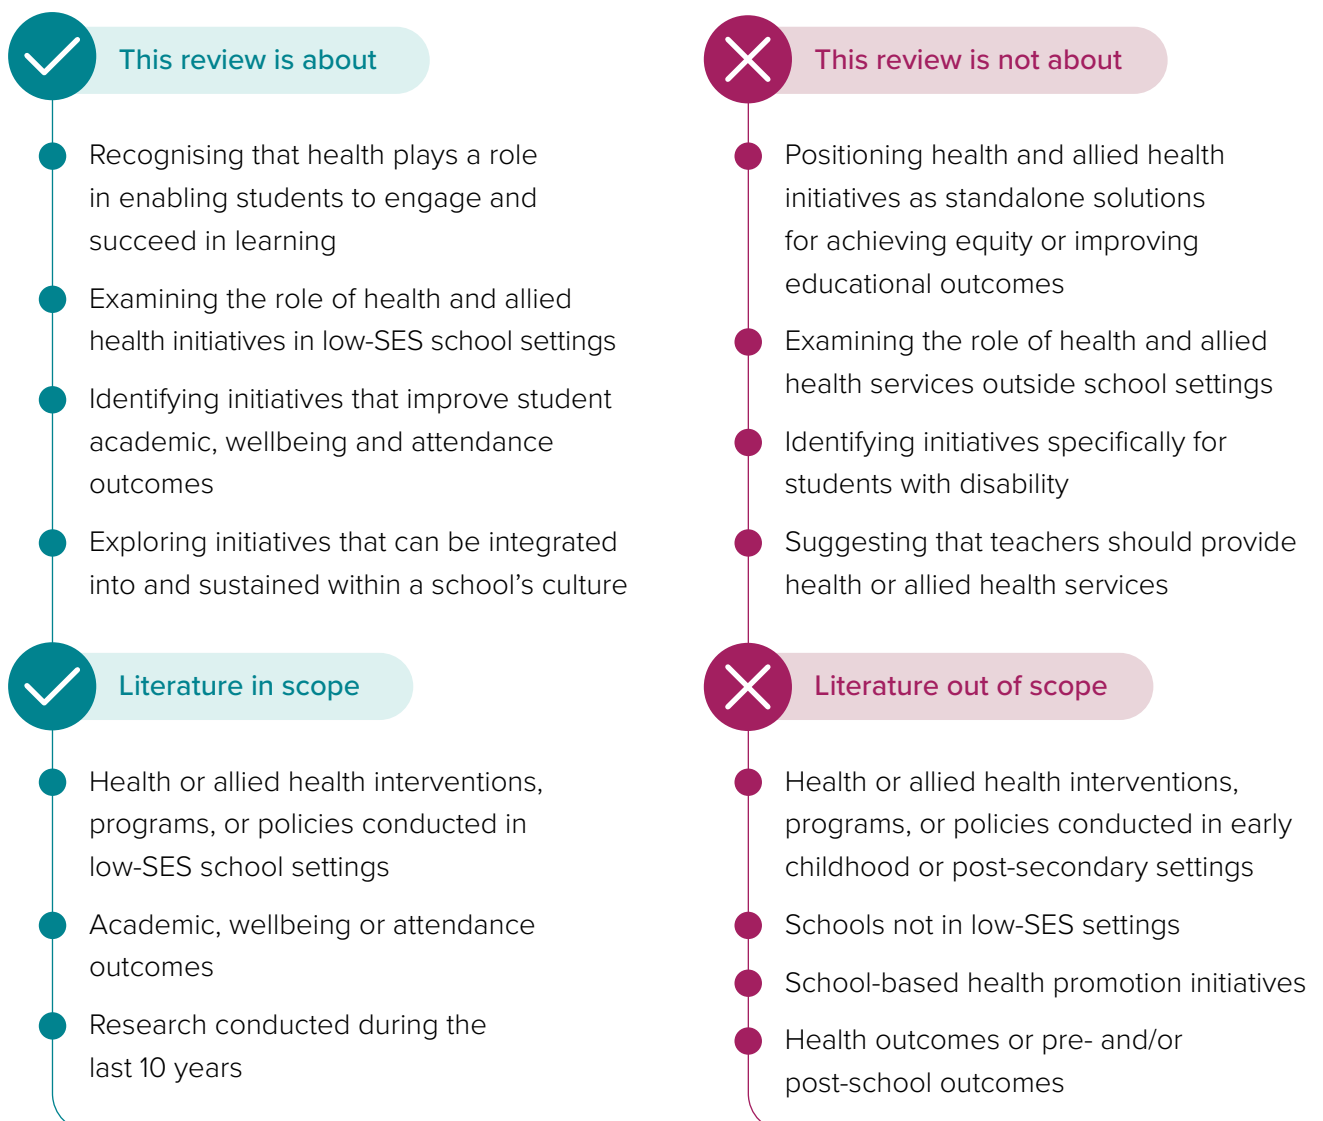 This review is about
Recognising that health plays a role
in enabling students to engage and
succeed in learning
Examining the role of health and allied
health initiatives in low-SES school settings
Identifying initiatives that improve student
academic, wellbeing and attendance
outcomes
Exploring initiatives that can be integrated
into and sustained within a school’s culture
Literature in scope
Health or allied health interventions,
programs, or policies conducted in
low-SES school settings
Academic, wellbeing or attendance
outcomes
Research conducted during the
last 10 years
This review is not about
Positioning health and allied health
initiatives as standalone solutions
for achieving equity or improving
educational outcomes
Examining the role of health and allied
health services outside school settings
Identifying initiatives specifically for
students with disability
Suggesting that teachers should provide
health or allied health services
Literature out of scope
Health or allied health interventions,
programs, or policies conducted in early
childhood or post-secondary settings
Schools not in low-SES settings
School-based health promotion initiatives
Health outcomes or pre- and/or
post-school outcomes